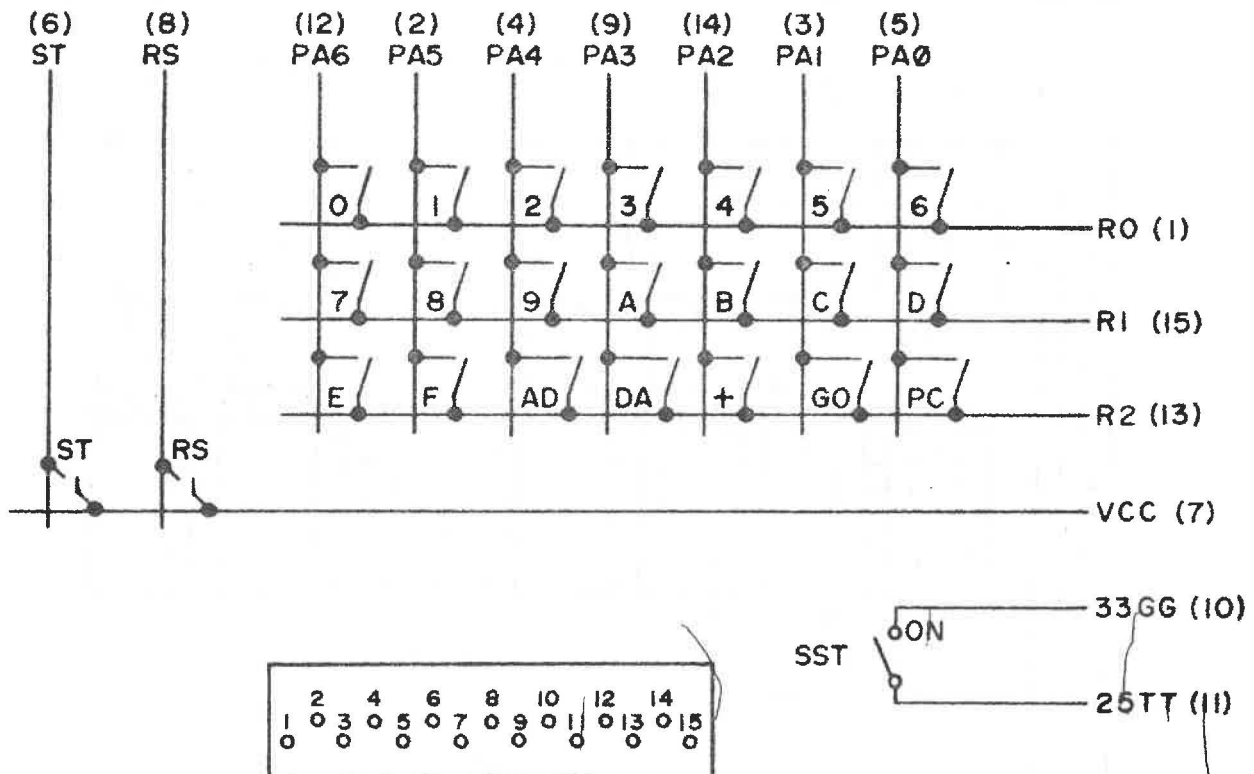 (6) (8) (12) (2) (4) (9) (14) (3) (5)
ST RS PA6 PA5 PA4 PA3 PA2 PA1 PA0
0 1 2 3 4 5 6
R0 (1)
7 8 9 A B C D
R1 (15)
E F AD DA + GO PC
R2 (13)
ST RS
VCC (7)
33GG (10)
ON
SST
25TT (11)
2 4 6 8 10 12 14
1 3 5 7 9 11 13 15